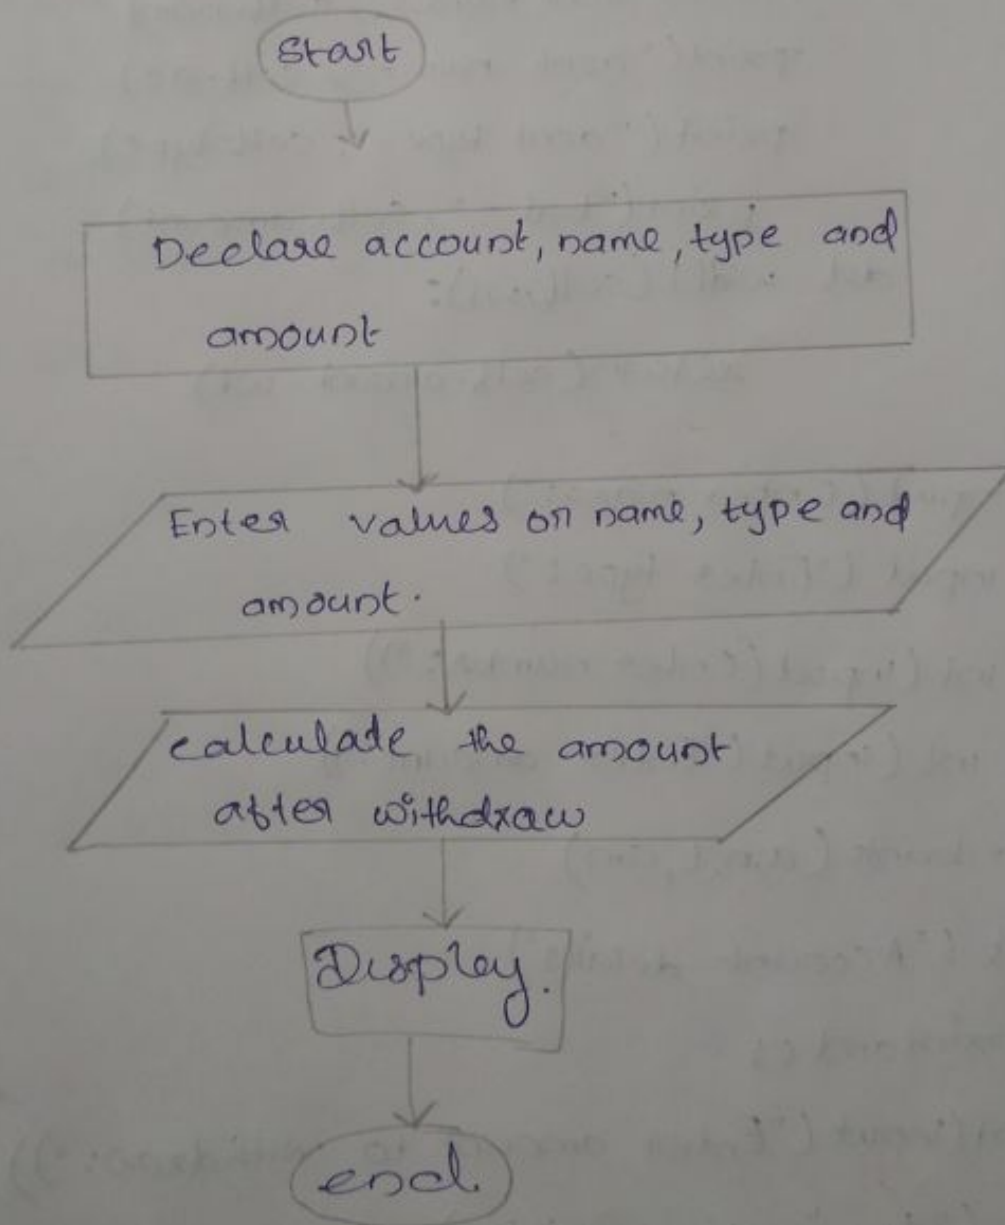 Start
Declare account, name, type and
amount
Enter values on name, type and
amount.
calculate the amount
after withdraw
Display.
end.